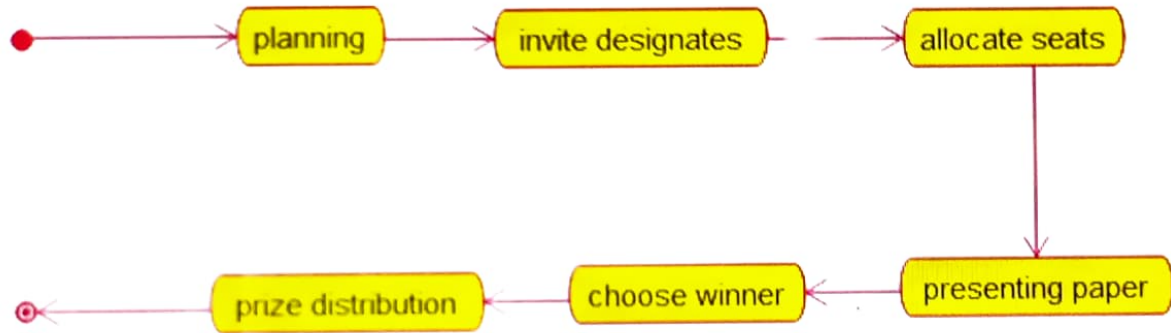 planning
invite designates
allocate seats
presenting paper
choose winner
prize distribution